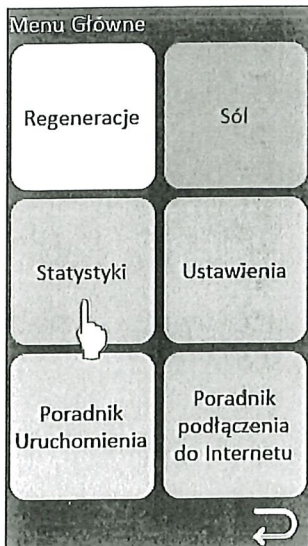 Menu Główne
Regeneracje
Sól
Statystyki
Ustawienia
Poradnik
Uruchomienia
Poradnik
podłączenia
do Internetu